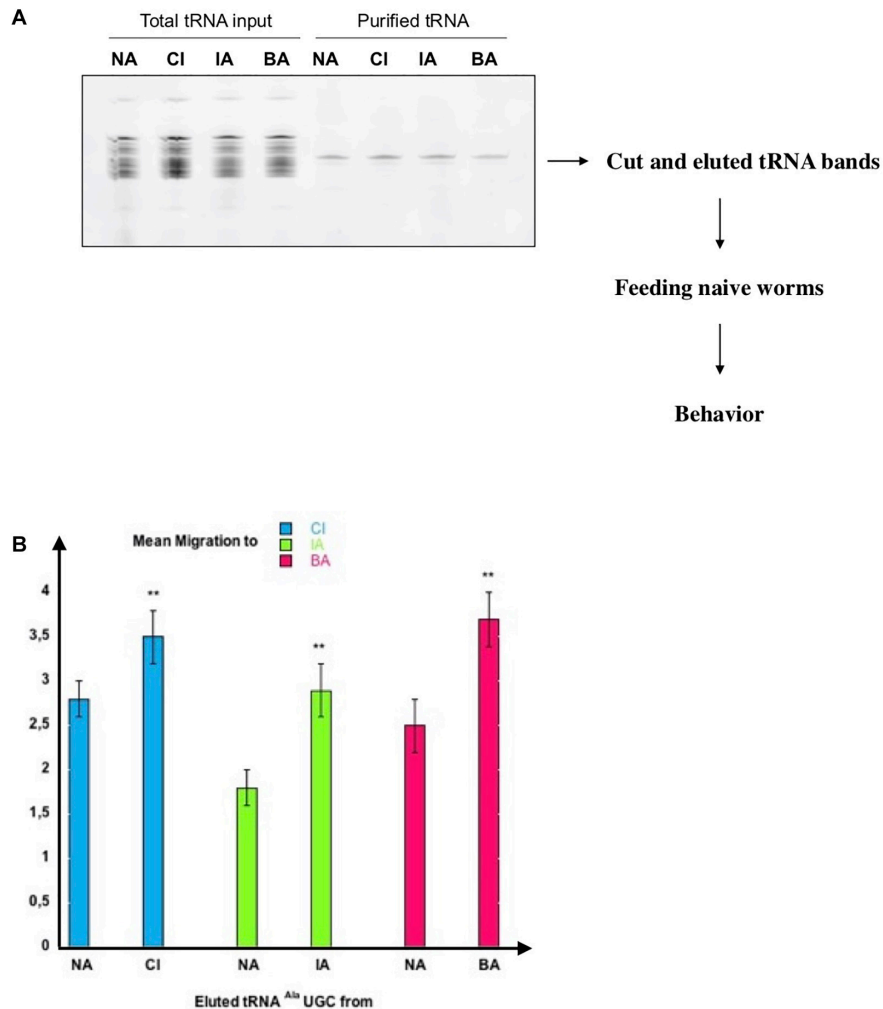 A
Total tRNA input Purified tRNA
NA CI IA BA NA CI IA BA
Cut and eluted tRNA bands
Feeding naive worms
Behavior
B
Mean Migration to
CI
IA
BA
4
3,5
3
2,5
2
1,5
1
0,5
0
**
**
**
NA CI NA IA NA BA
Eluted tRNA Ala UGC from